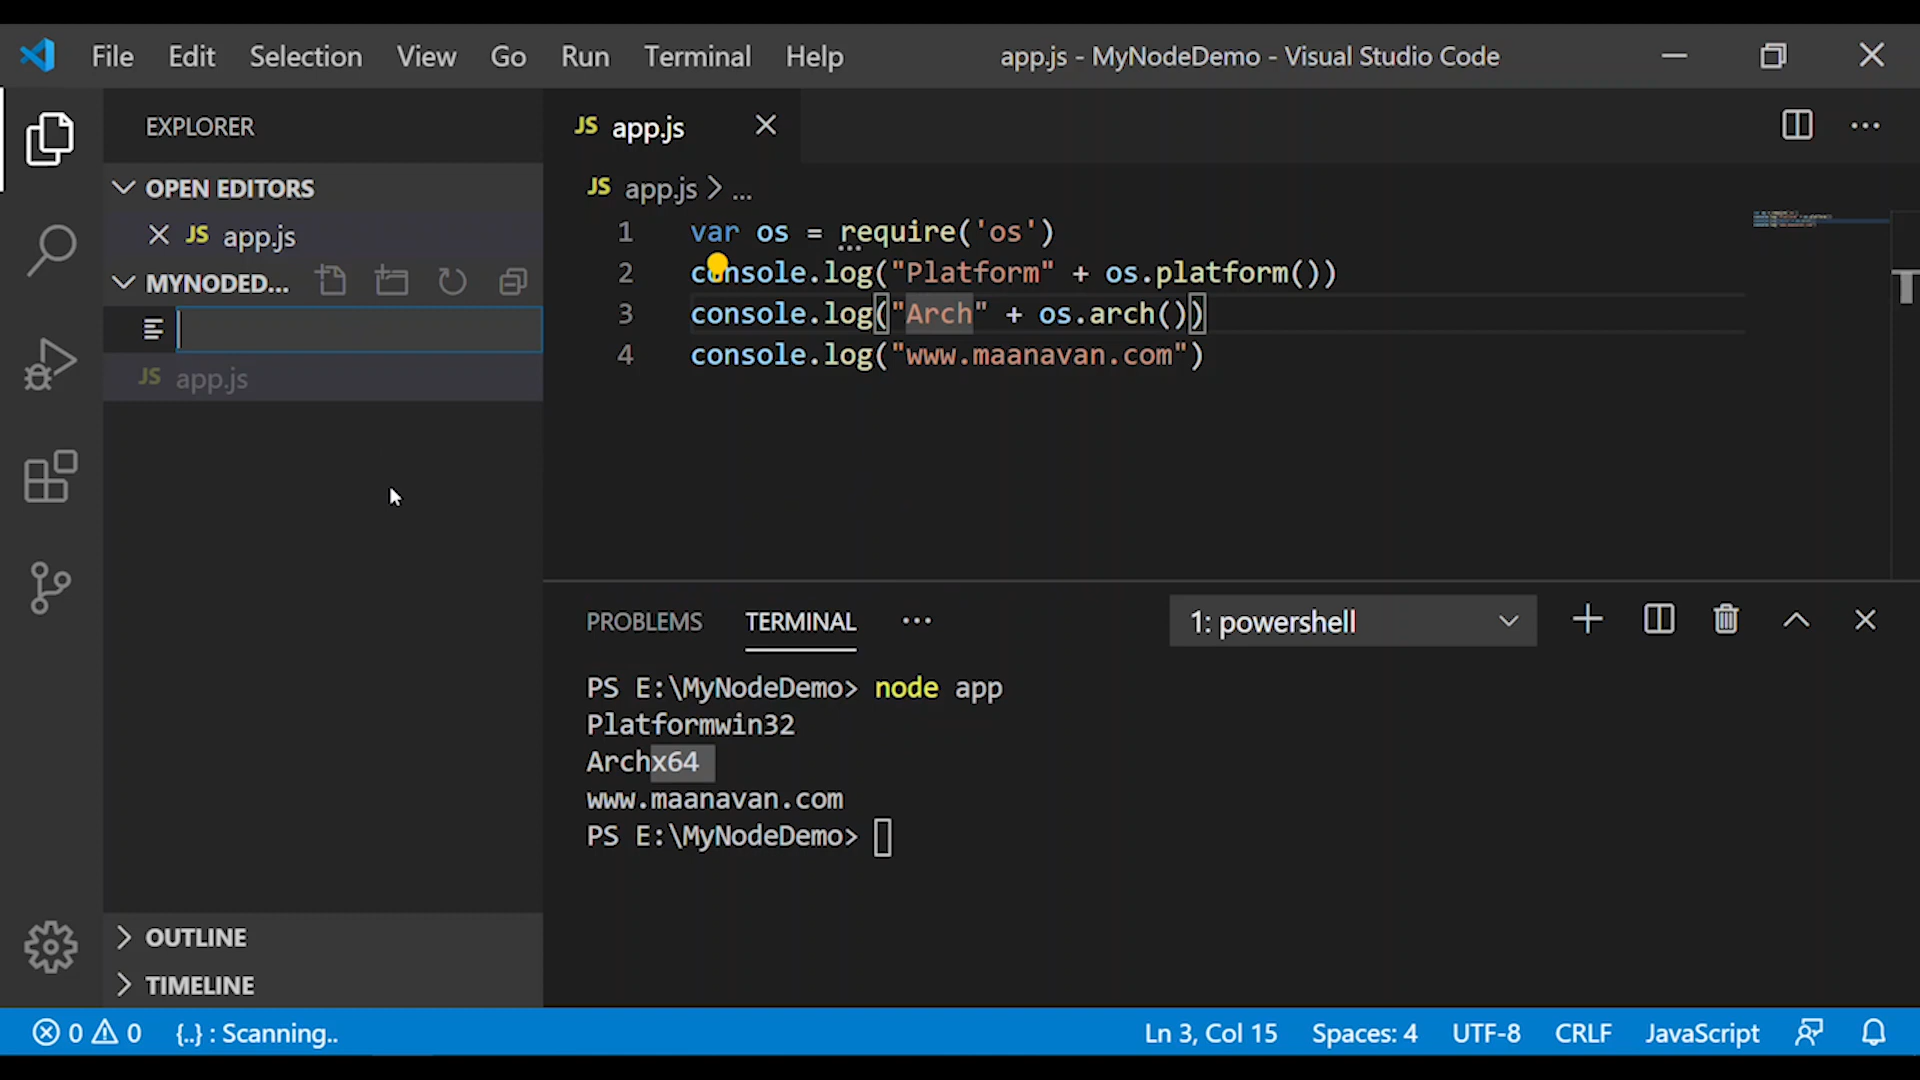 File Edit Selection View Go Run Terminal Help app.js - MyNodeDemo - Visual Studio Code
EXPLORER
OPEN EDITORS
JS app.js
MYNODED...
JS app.js
OUTLINE
TIMELINE
JS app.js
JS app.js > ...
1 var os = require('os')
2 console.log("Platform" + os.platform())
3 console.log("Arch" + os.arch())
4 console.log("www.maanavan.com")
PROBLEMS TERMINAL ... 1: powershell
PS E:\MyNodeDemo> node app
Platformwin32
Archx64
www.maanavan.com
PS E:\MyNodeDemo>
0 0 {..} : Scanning.. Ln 3, Col 15 Spaces: 4 UTF-8 CRLF JavaScript